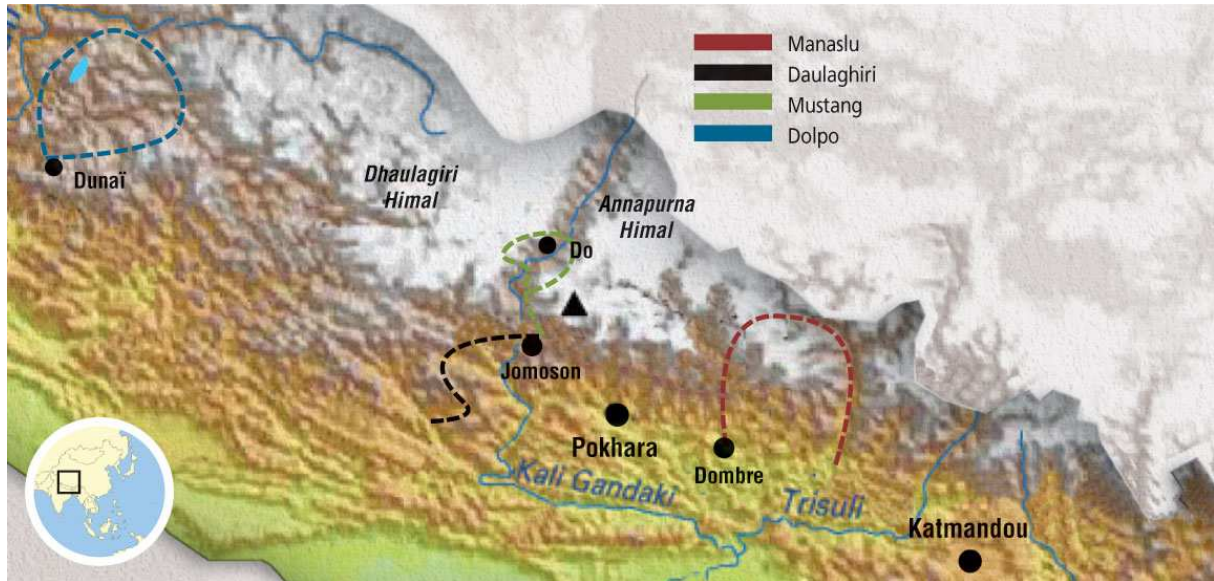 Manaslu
Daulaghiri
Mustang
Dolpo
Dunaï
Dhaulagiri
Himal
Annapurna
Himal
Do
Jomoson
Pokhara
Dombre
Kali Gandaki
Trisuli
Katmandou